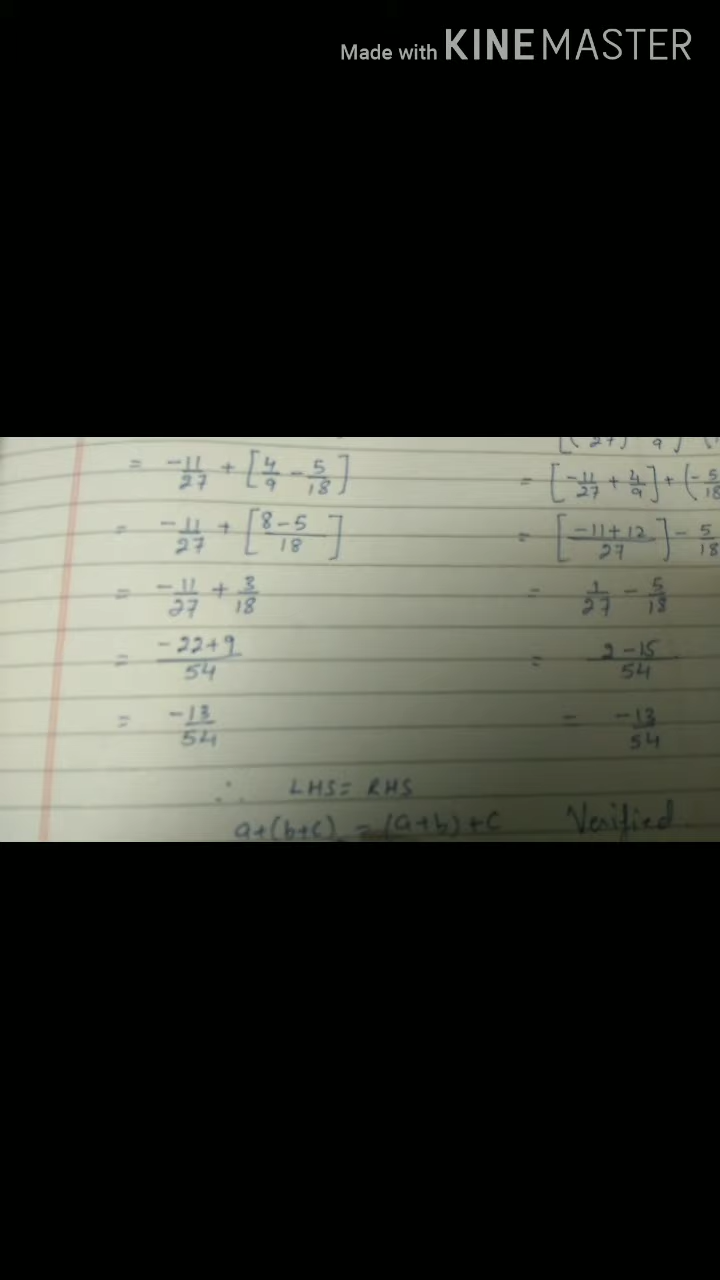 Made with KINEMASTER
= -11/27 + [4/9 - 5/18]
= -11/27 + [8-5/18]
= -11/27 + 3/18
= -22+9/54
= -13/54
= [-11/27 + 4/9] + (-5/18
= [-11+12/27] - 5/18
= 1/27 - 5/18
= 2-15/54
= -13/54
∴ LHS = RHS
a+(b+c) = (a+b)+c Verified